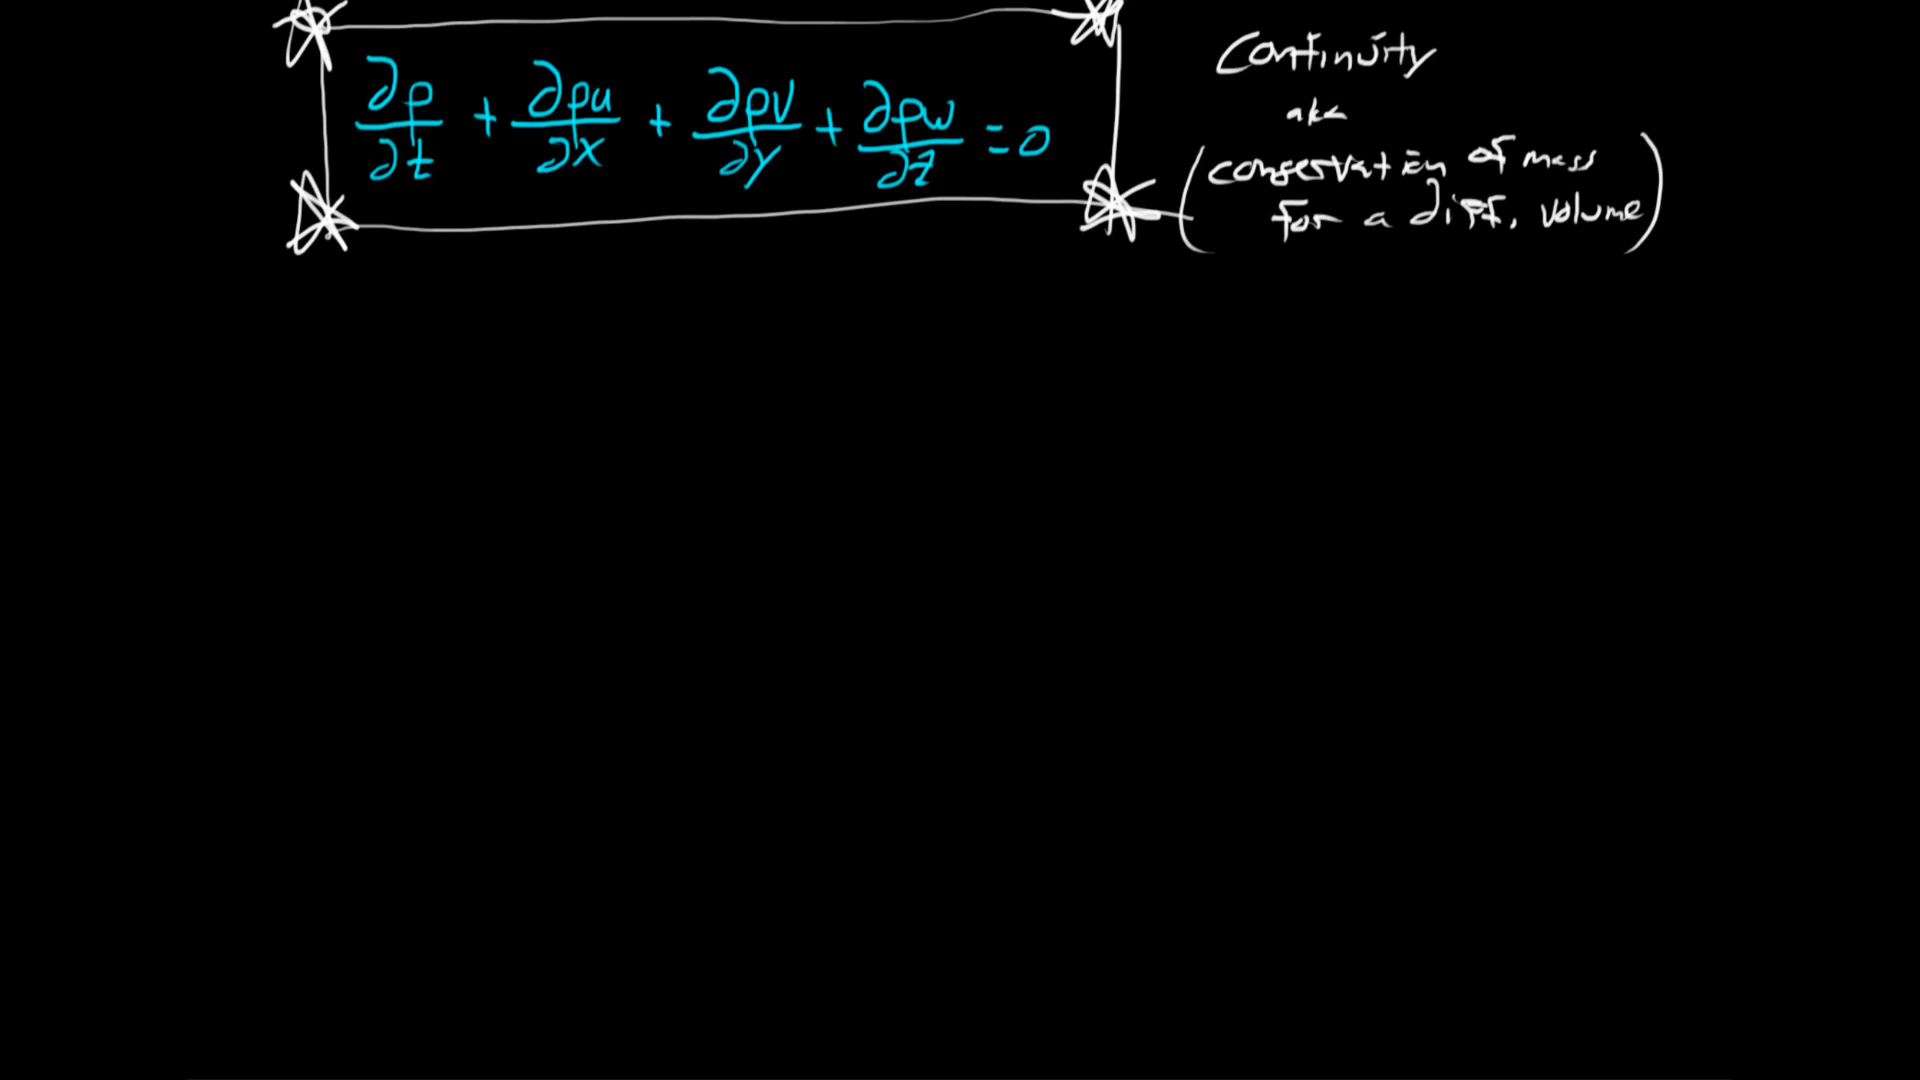 ∂ρ/∂t + ∂ρu/∂x + ∂ρv/∂y + ∂ρw/∂z = 0
Continuity
aka
(conservation of mass
for a diff. volume)